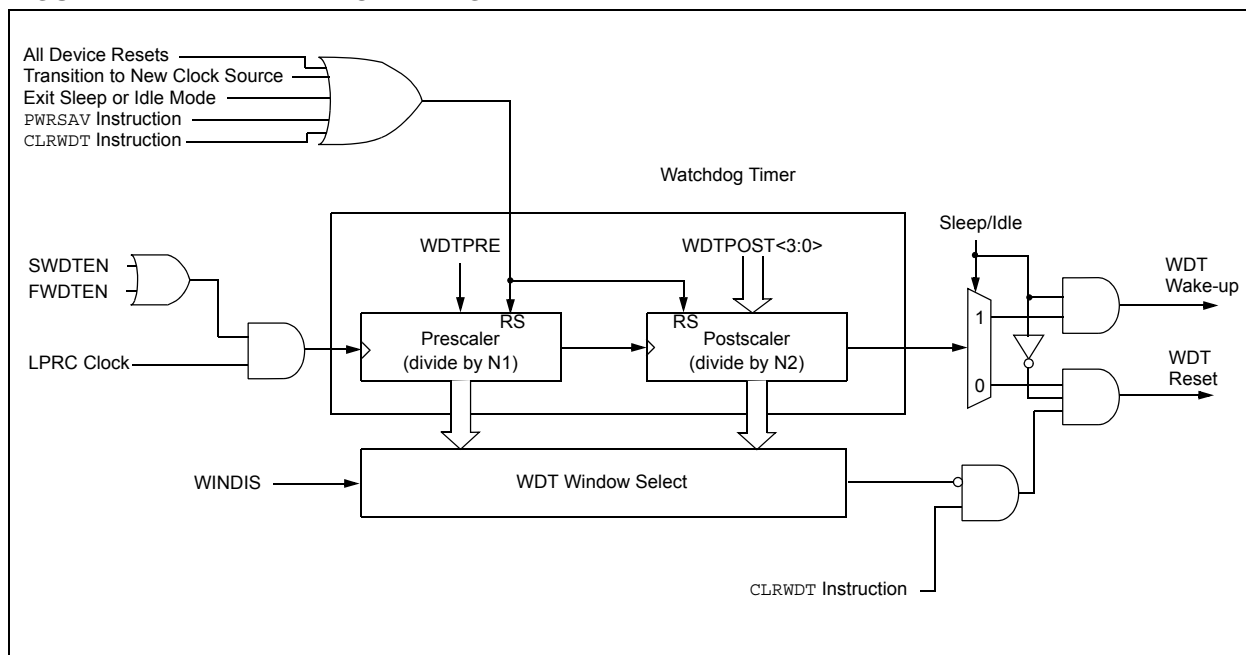 All Device Resets
Transition to New Clock Source
Exit Sleep or Idle Mode
PWRSAV Instruction
CLRWDT Instruction
Watchdog Timer
Sleep/Idle
WDTPRE
WDTPOST<3:0>
SWDTEN
FWDTEN
WDT
Wake-up
RS
RS
1
Prescaler
(divide by N1)
Postscaler
(divide by N2)
LPRC Clock
WDT
Reset
0
WINDIS
WDT Window Select
CLRWDT Instruction